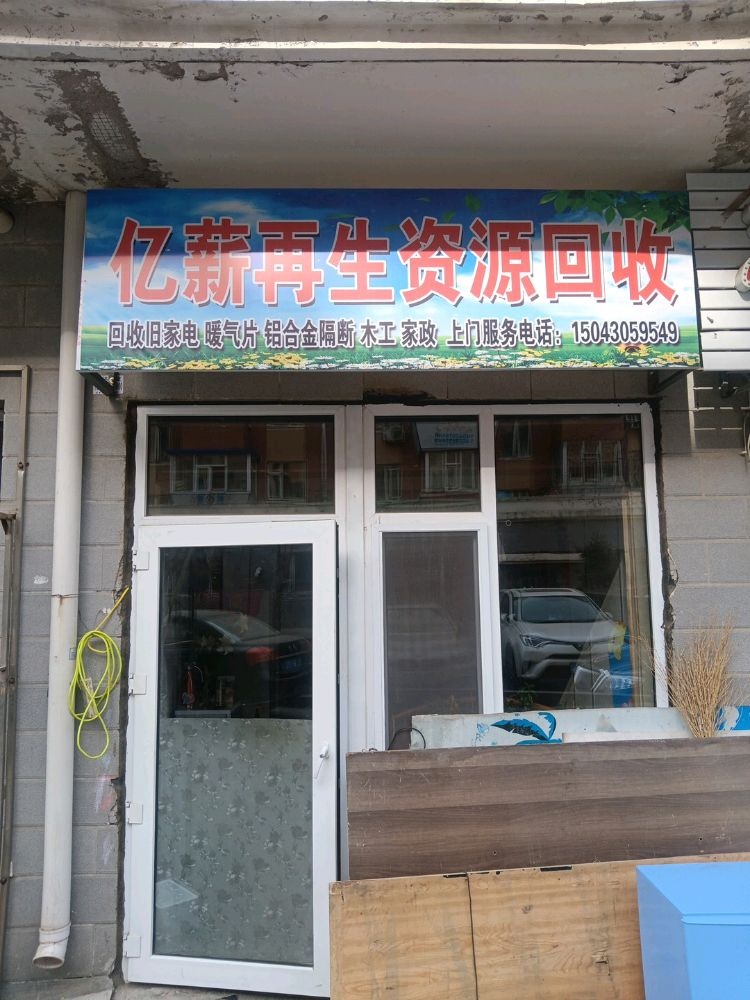 亿薪再生资源回收
回收旧家电 暖气片 铝合金隔断 木工 家政 上门服务电话：15043059549